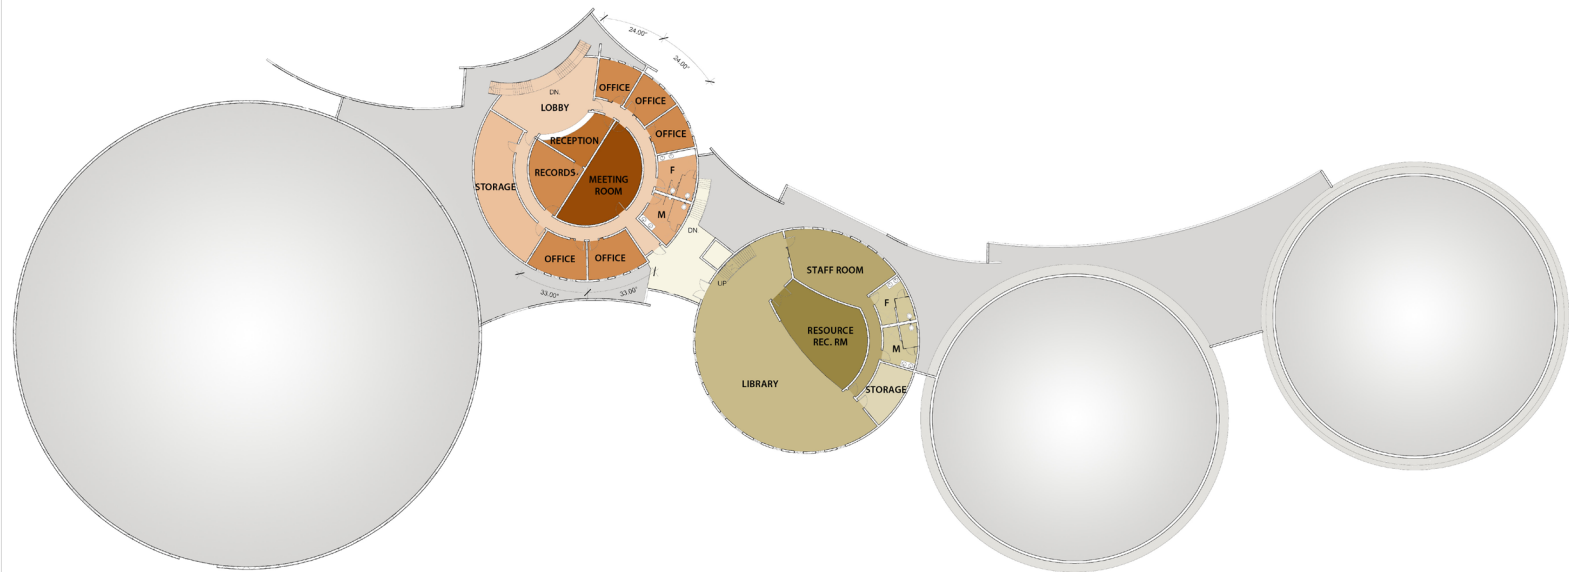 24.00°
24.00°
OFFICE
DN.
OFFICE
LOBBY
OFFICE
RECEPTION
F
RECORDS
MEETING
ROOM
STORAGE
M
DN.
OFFICE
OFFICE
33.00°
33.00°
UP
STAFF ROOM
F
RESOURCE
REC. RM
M
LIBRARY
STORAGE